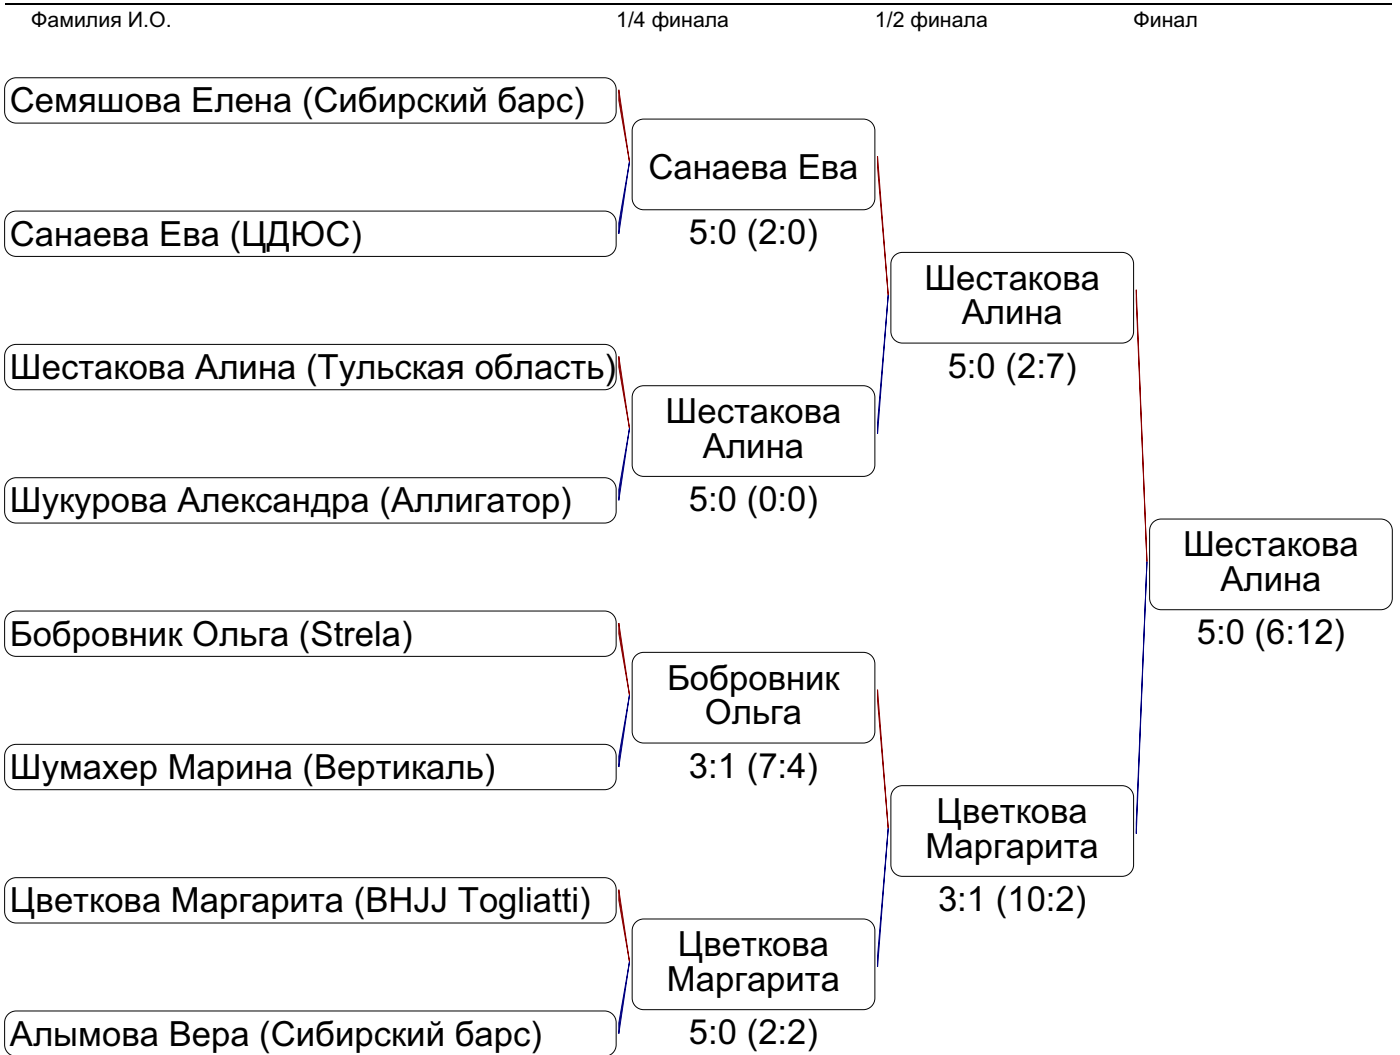 Фамилия И.О. 1/4 финала 1/2 финала Финал
Семяшова Елена (Сибирский барс)
Санаева Ева
Санаева Ева (ЦДЮС)
5:0 (2:0)
Шестакова
Алина
Шестакова Алина (Тульская область)
5:0 (2:7)
Шестакова
Алина
Шукурова Александра (Аллигатор)
5:0 (0:0)
Шестакова
Алина
Бобровник Ольга (Strela)
5:0 (6:12)
Бобровник
Ольга
Шумахер Марина (Вертикаль)
3:1 (7:4)
Цветкова
Маргарита
Цветкова Маргарита (BHJJ Togliatti)
3:1 (10:2)
Цветкова
Маргарита
Алымова Вера (Сибирский барс)
5:0 (2:2)